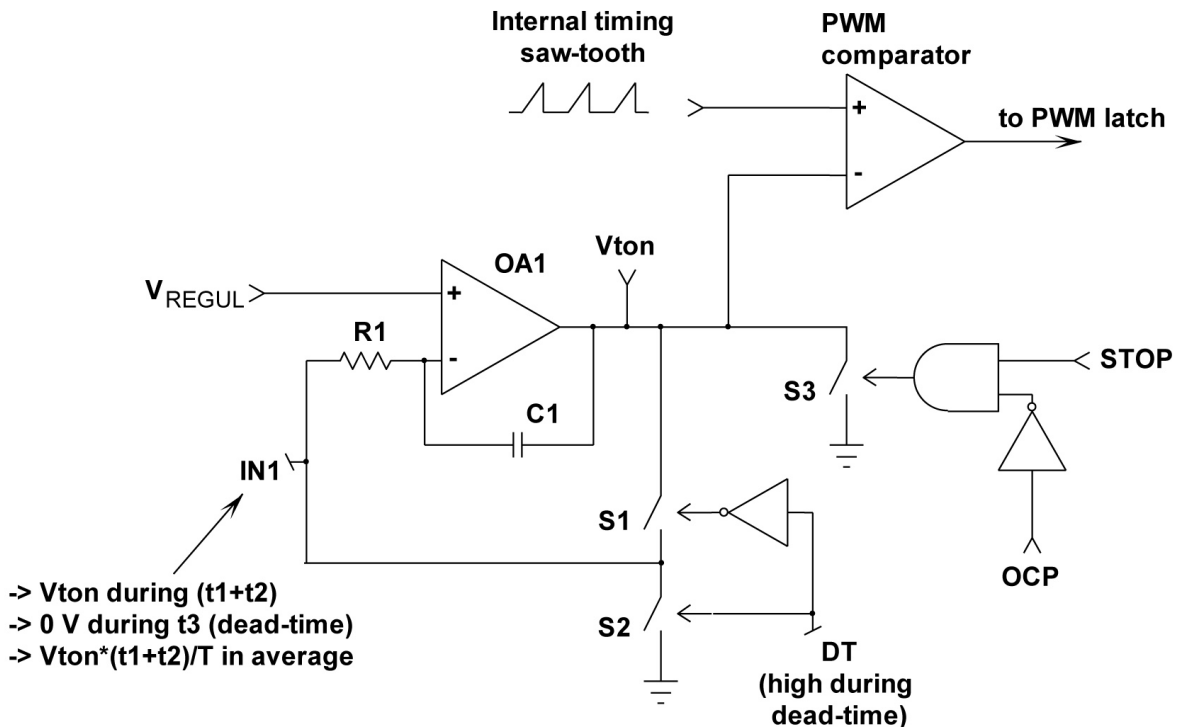 Internal timing
saw-tooth
PWM
comparator
+
-
to PWM latch
Vton
OA1
VREGUL
+
-
R1
C1
S3
STOP
OCP
IN1
S1
S2
DT
(high during
dead-time)
-> Vton during (t1+t2)
-> 0 V during t3 (dead-time)
-> Vton*(t1+t2)/T in average